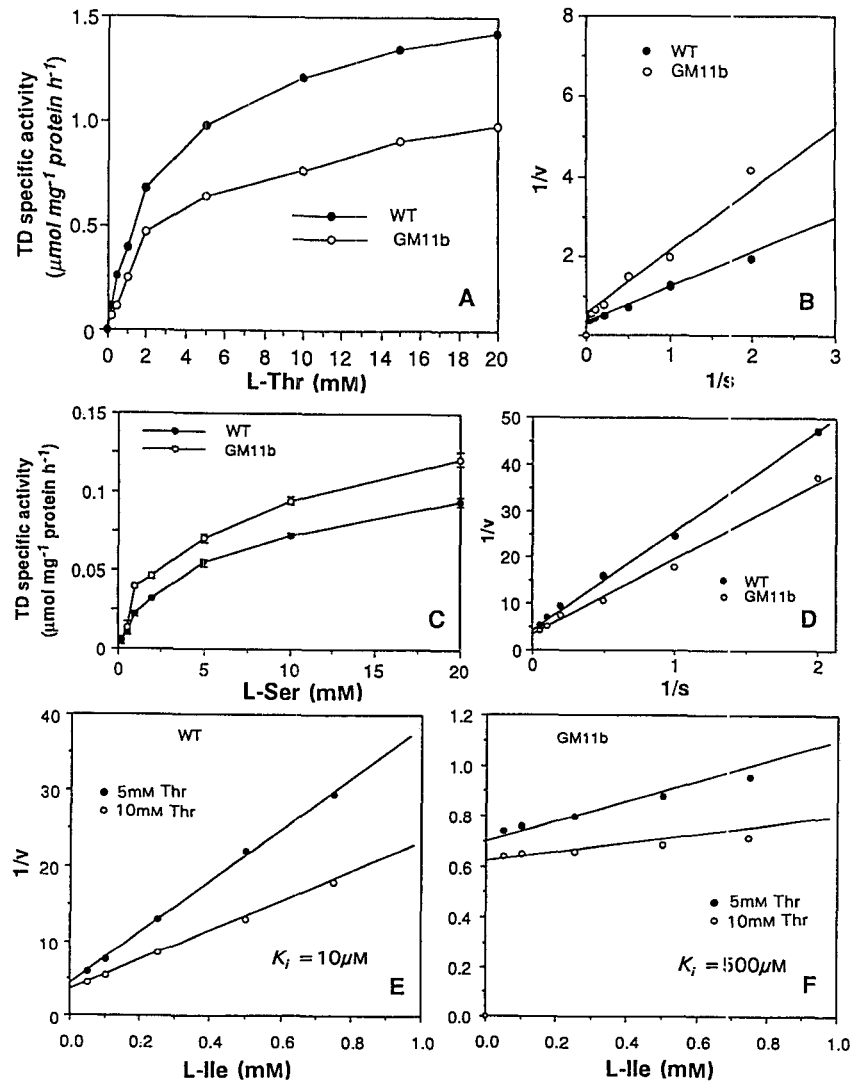 TD specific activity
(µmol mg⁻¹ protein h⁻¹)
1.5
1.0
0.5
0
WT
GM11b
A
0 2 4 6 8 10 12 14 16 18 20
L-Thr (mM)
1/v
8
6
4
2
WT
GM11b
B
0 1 2 3
1/s
TD specific activity
(µmol mg⁻¹ protein h⁻¹)
0.15
0.1
0.05
0
WT
GM11b
C
0 5 10 15 20
L-Ser (mM)
1/v
50
40
30
20
10
0
WT
GM11b
D
0 1 2
1/s
1/v
40
30
20
10
0
WT
5mM Thr
10mM Thr
Ki = 10µM
E
0.0 0.2 0.4 0.6 0.8 1.0
L-Ile (mM)
1.2
1.0
0.8
0.6
0.4
0.2
0.0
GM11b
5mM Thr
10mM Thr
Ki = 500µM
F
0.0 0.2 0.4 0.6 0.8 1.0
L-Ile (mM)